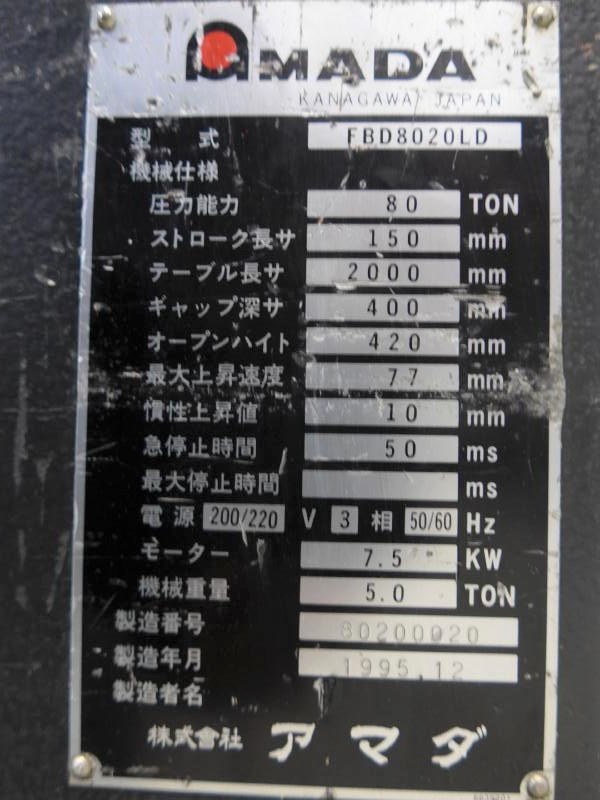 AMADA
KANAGAWA JAPAN
型式 FBD8020LD
機械仕様
圧力能力 80 TON
ストローク長サ 150 mm
テーブル長サ 2000 mm
ギャップ深サ 400 mm
オープンハイト 420 mm
最大上昇速度 77 mm
慣性上昇値 10 mm
急停止時間 50 ms
最大停止時間 ms
電源 200/220 V 3 相 50/60 Hz
モーター 7.5 KW
機械重量 5.0 TON
製造番号 80200020
製造年月 1995.12
製造者名
株式會社 アマダ